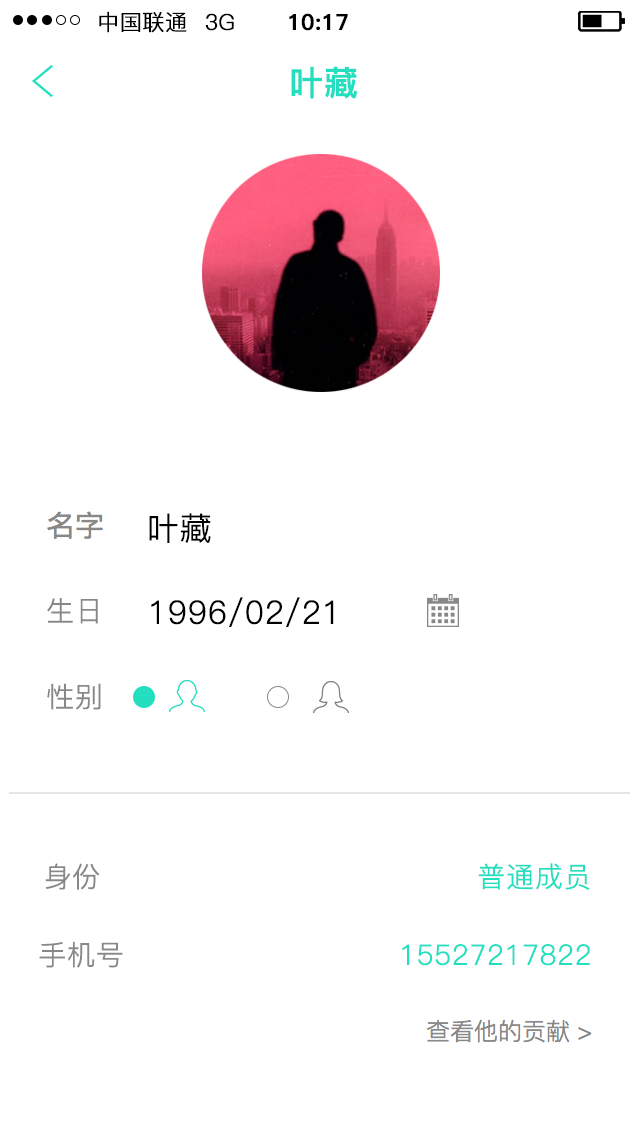 中国联通 3G 10:17
叶藏
名字 叶藏
生日 1996/02/21
性别
身份 普通成员
手机号 15527217822
查看他的贡献 >